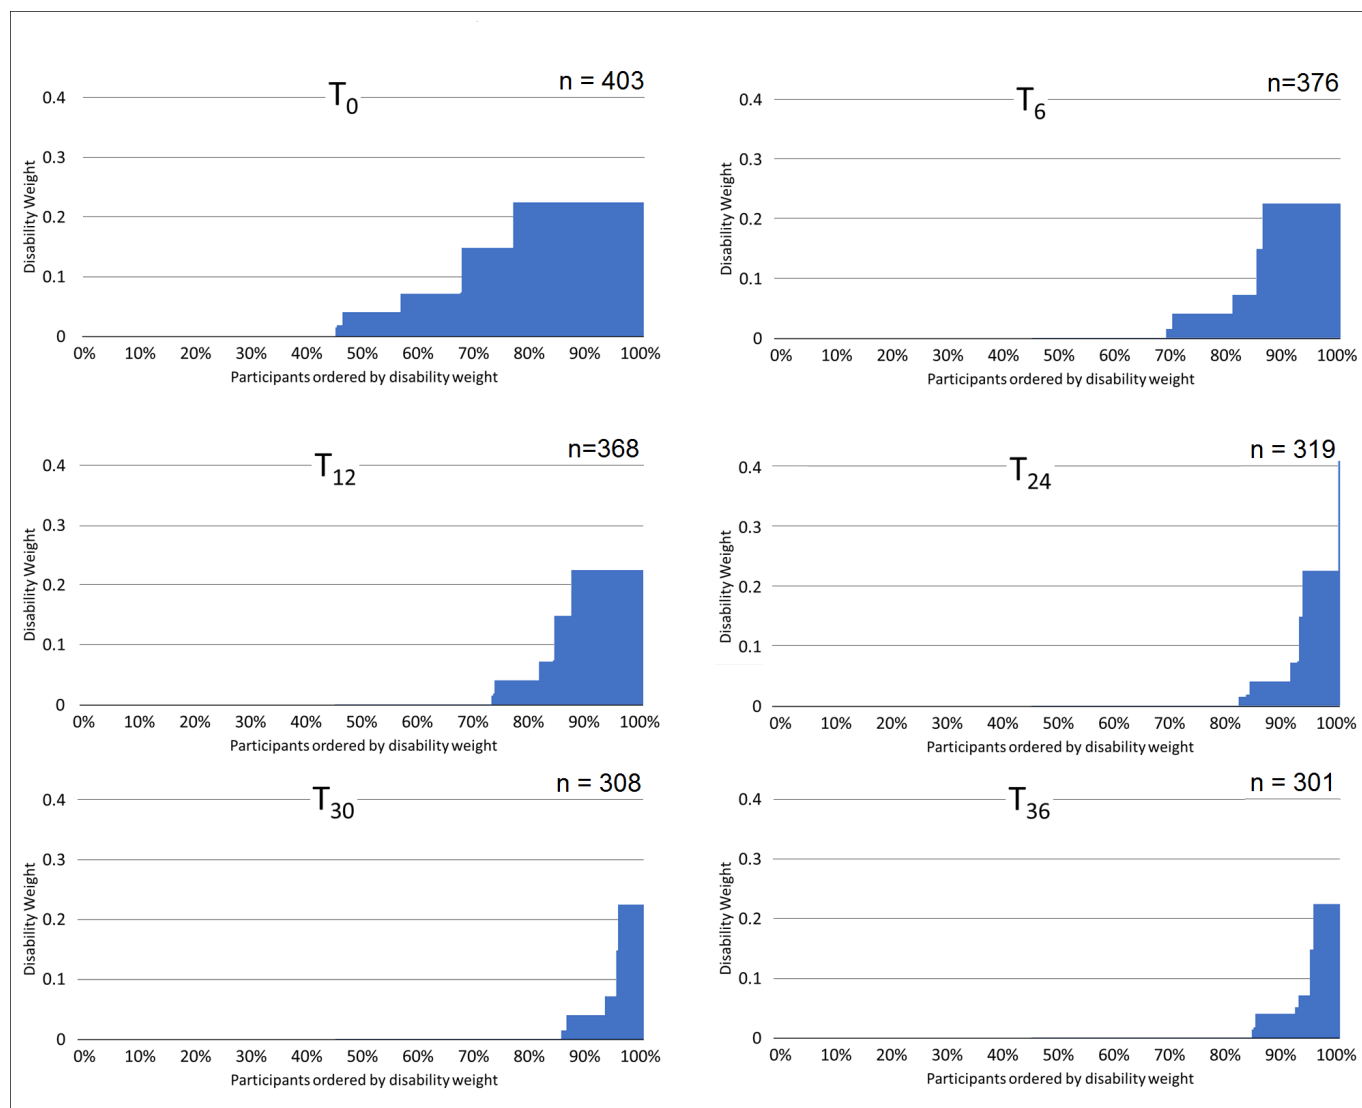 T0
n = 403
0.4
0.3
0.2
0.1
0
Disability Weight
0% 10% 20% 30% 40% 50% 60% 70% 80% 90% 100%
Participants ordered by disability weight
T6
n=376
0.4
0.3
0.2
0.1
0
Disability Weight
0% 10% 20% 30% 40% 50% 60% 70% 80% 90% 100%
Participants ordered by disability weight
T12
n=368
0.4
0.3
0.2
0.1
0
Disability Weight
0% 10% 20% 30% 40% 50% 60% 70% 80% 90% 100%
Participants ordered by disability weight
T24
n = 319
0.4
0.3
0.2
0.1
0
Disability Weight
0% 10% 20% 30% 40% 50% 60% 70% 80% 90% 100%
Participants ordered by disability weight
T30
n = 308
0.4
0.3
0.2
0.1
0
Disability Weight
0% 10% 20% 30% 40% 50% 60% 70% 80% 90% 100%
Participants ordered by disability weight
T36
n = 301
0.4
0.3
0.2
0.1
0
Disability Weight
0% 10% 20% 30% 40% 50% 60% 70% 80% 90% 100%
Participants ordered by disability weight